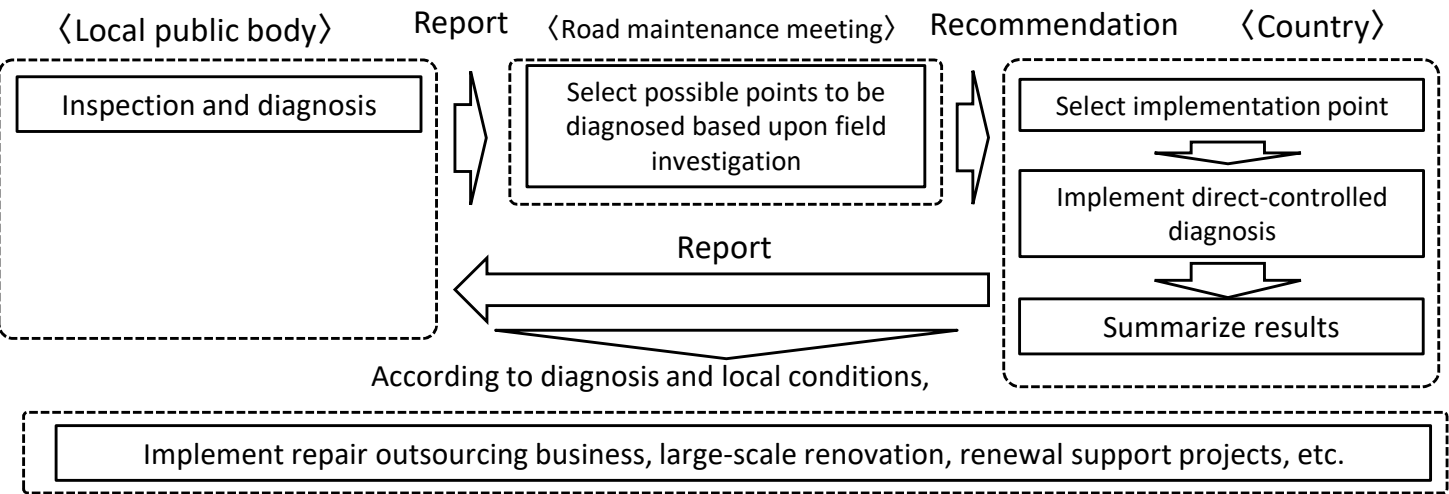 〈Local public body〉
Report
〈Road maintenance meeting〉
Recommendation
〈Country〉
Inspection and diagnosis
Select possible points to be
diagnosed based upon field
investigation
Select implementation point
Implement direct-controlled
diagnosis
Summarize results
Report
According to diagnosis and local conditions,
Implement repair outsourcing business, large-scale renovation, renewal support projects, etc.